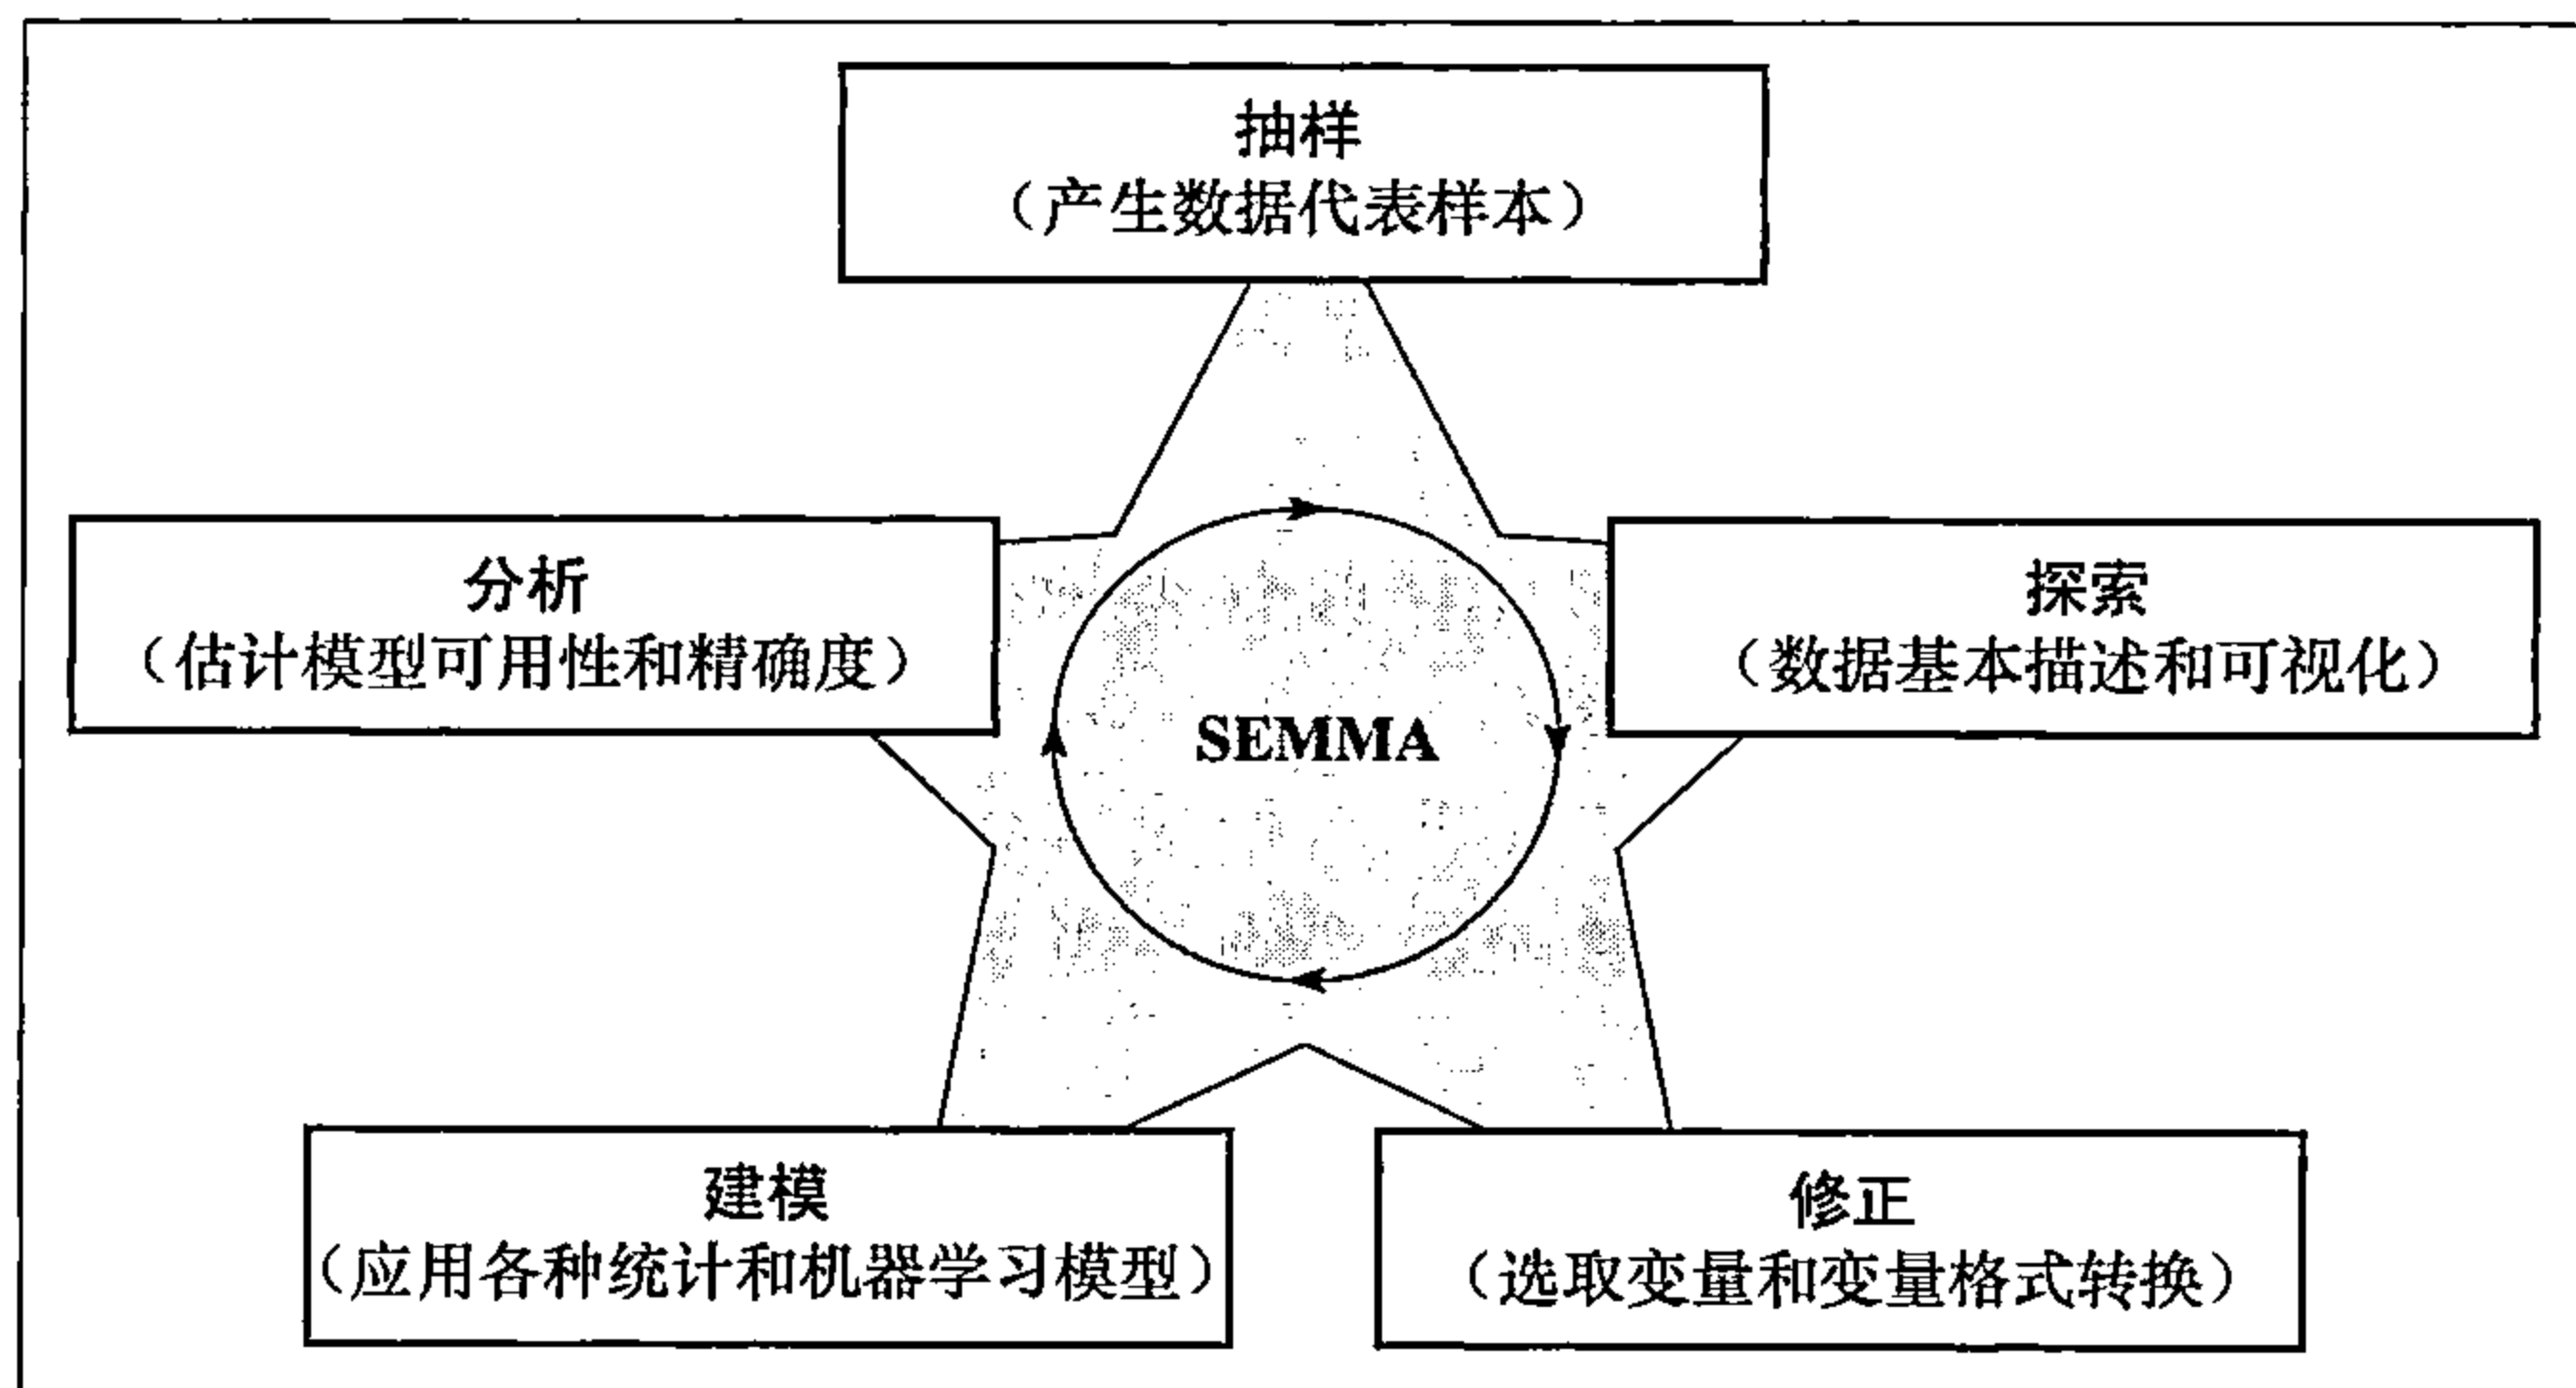 抽样
（产生数据代表样本）
分析
（估计模型可用性和精确度）
探索
（数据基本描述和可视化）
SEMMA
建模
（应用各种统计和机器学习模型）
修正
（选取变量和变量格式转换）